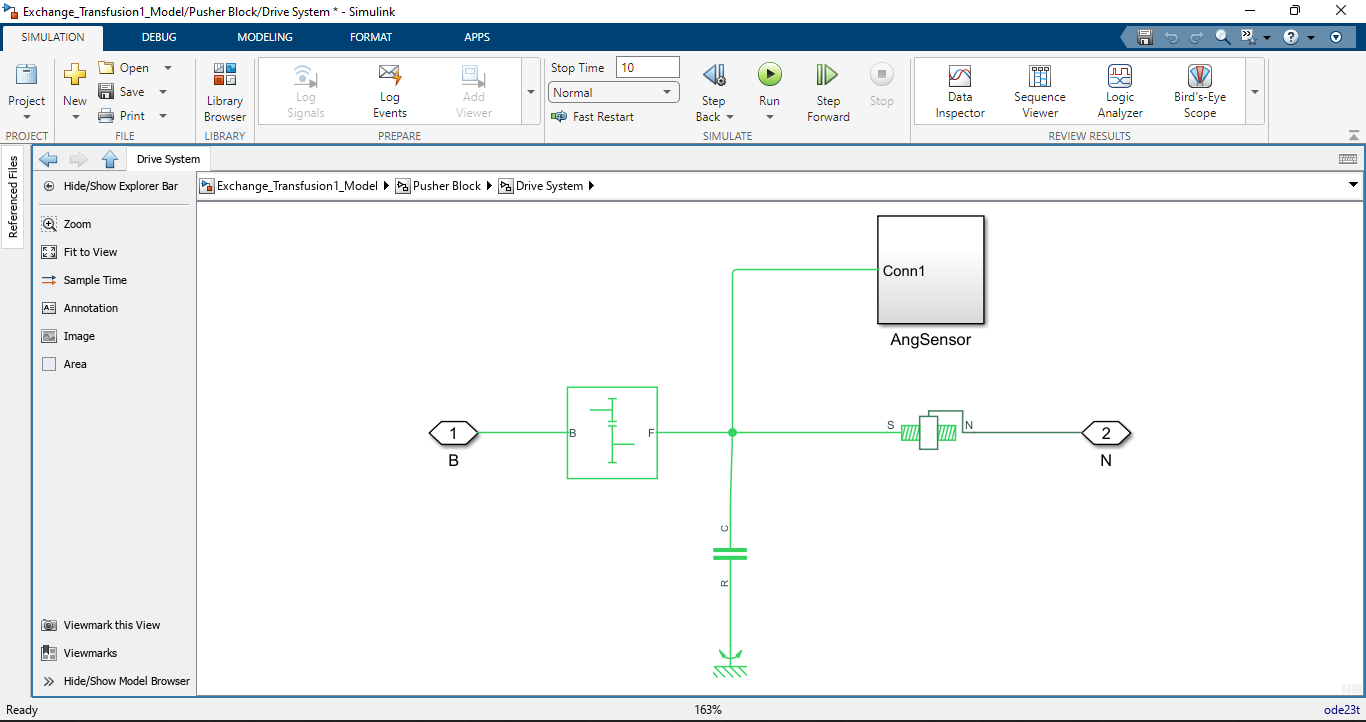 Exchange_Transfusion1_Model/Pusher Block/Drive System * - Simulink
SIMULATION DEBUG MODELING FORMAT APPS
Project
New
Open
Save
Print
Library
Browser
Log
Signals
Log
Events
Add
Viewer
Stop Time 10
Normal
Fast Restart
Step
Back
Run
Step
Forward
Stop
Data
Inspector
Sequence
Viewer
Logic
Analyzer
Bird's-Eye
Scope
PROJECT FILE LIBRARY PREPARE SIMULATE REVIEW RESULTS
Referenced Files
Drive System
Hide/Show Explorer Bar
Exchange_Transfusion1_Model Pusher Block Drive System
Zoom
Fit to View
Sample Time
Annotation
Image
Area
Conn1
AngSensor
1
B
B
F
S
N
2
N
C
R
Viewmark this View
Viewmarks
Hide/Show Model Browser
Ready 163% ode23t